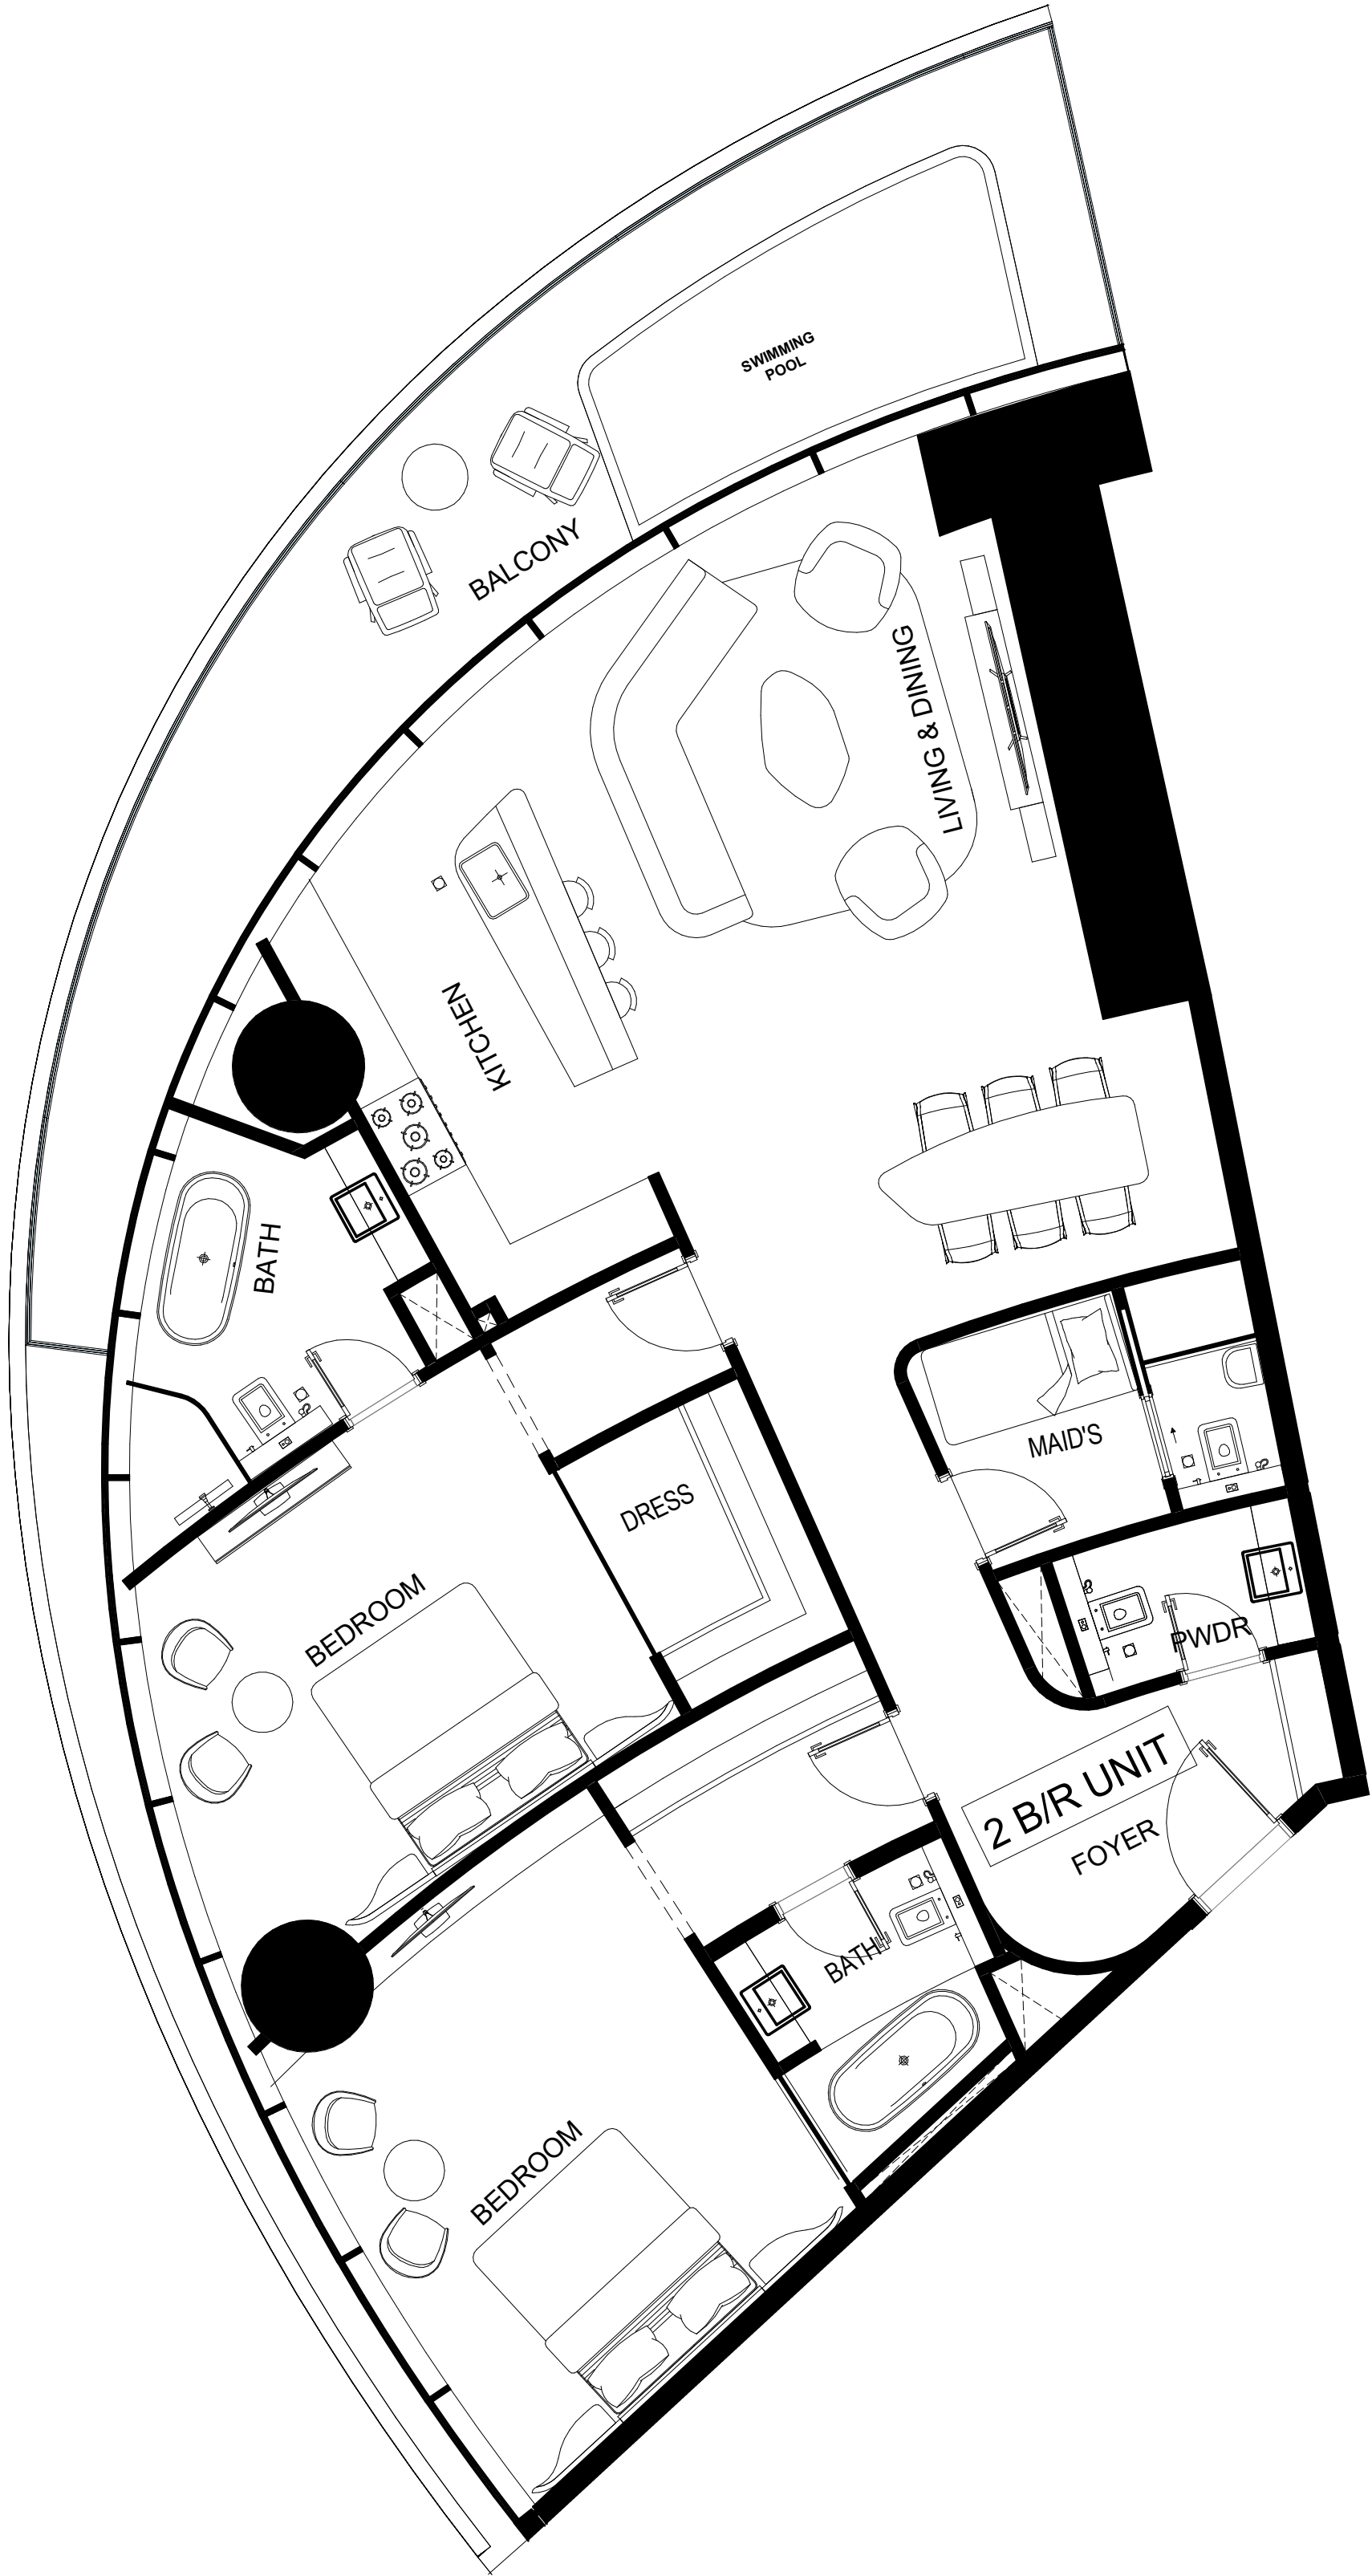 SWIMMING
POOL
BALCONY
LIVING & DINING
KITCHEN
BATH
MAID'S
DRESS
BEDROOM
PWDR
2 B/R UNIT
FOYER
BATH
BEDROOM